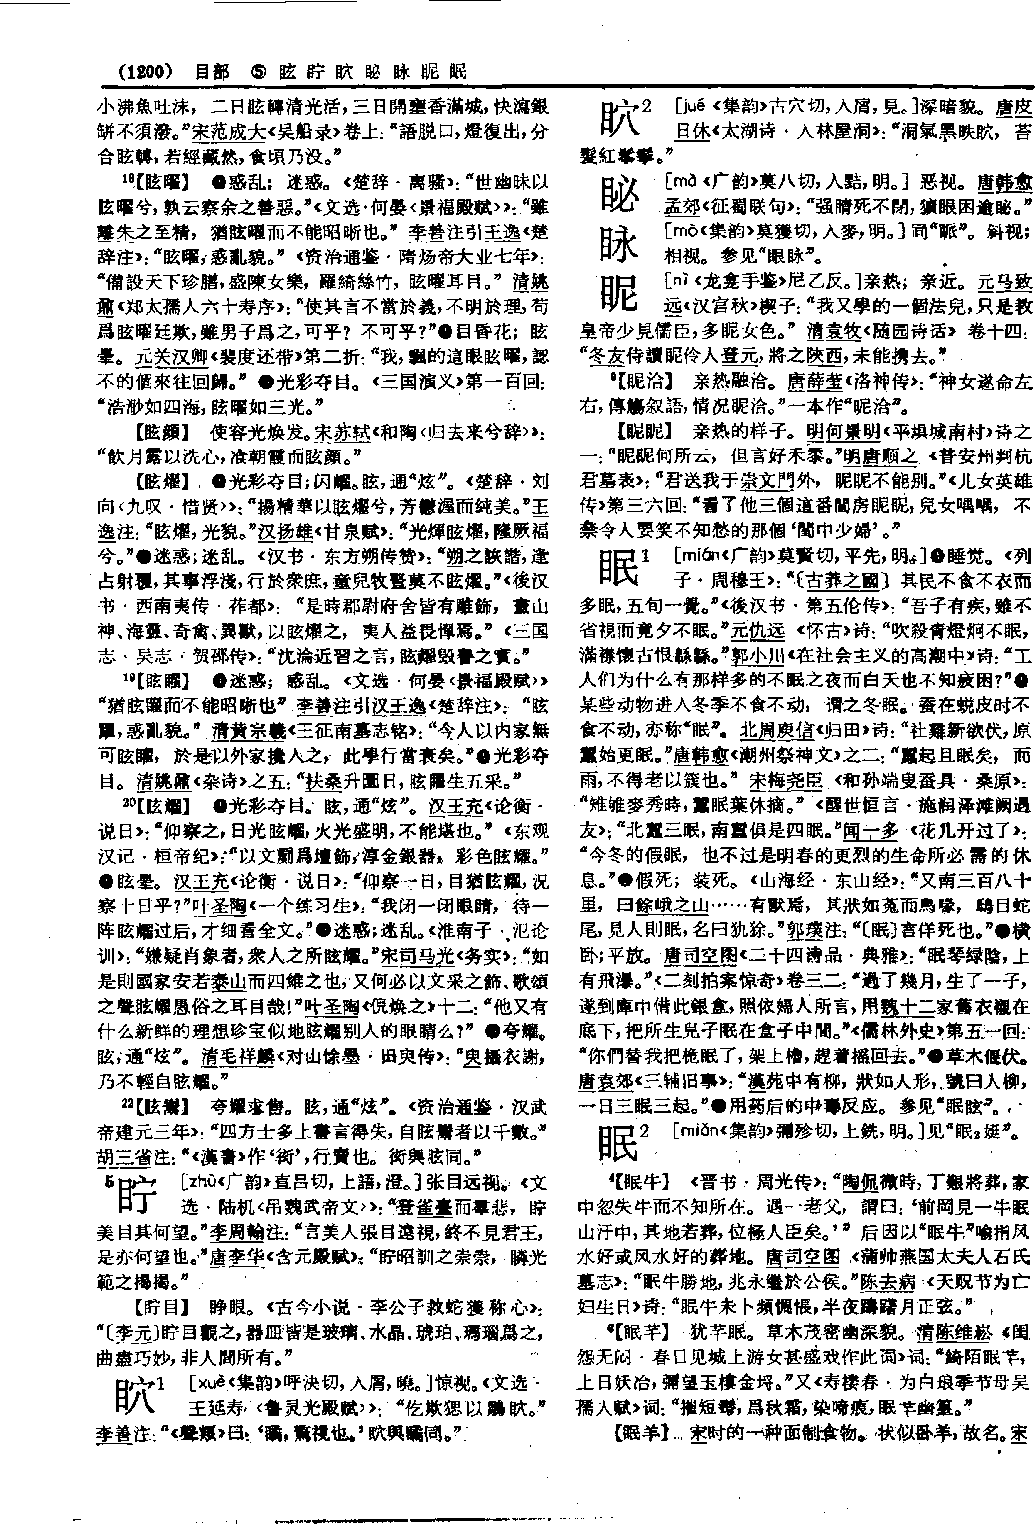 (1200) 目部 ⑤ 眩眝䀗䀣眽昵眠
小沸魚吐沫，二日眩轉清光活，三日開甕香滿城，快瀉銀
缾不須撥。”宋范成大《吴船录》卷上：“語脱口，燈復出，分
合眩轉，若經藏然，食頃乃没。”
18【眩曜】 ❶惑乱；迷惑。《楚辞·离骚》：“世幽昧以
眩曜兮，孰云察余之善惡。”《文选·何晏〈景福殿赋〉》：“雖
離朱之至精，猶眩曜而不能昭晰也。”李善注引王逸《楚
辞注》：“眩曜，惑亂貌。”《资治通鉴·隋炀帝大业七年》：
“備設天下珍膳，盛陳女樂，羅綺絲竹，眩曜耳目。”清姚
鼐《郑太孺人六十寿序》：“使其言不當於義，不明於理，苟
爲眩曜廷欺，雖男子爲之，可乎？不可乎？”❷目昏花；眩
暈。元关汉卿《裴度还带》第二折：“我，飄的這眼眩曜，認
不的個來往回歸。”❸光彩夺目。《三国演义》第一百回：
“浩渺如四海，眩曜如三光。”
【眩顔】 使容光焕发。宋苏轼《和陶〈归去来兮辞〉》：
“飲月露以洗心，飡朝霞而眩顔。”
【眩燿】 ❶光彩夺目；闪耀。眩，通“炫”。《楚辞·刘
向〈九叹·惜贤〉》：“揚精華以眩燿兮，芳鬱渥而纯美。”王
逸注：“眩燿，光貌。”汉扬雄《甘泉赋》：“光煇眩燿，隆厥福
兮。”❷迷惑；迷乱。《汉书·东方朔传赞》：“朔之詼諧，逢
占射覆，其事浮淺，行於衆庶，童兒牧豎莫不眩燿。”《後汉
书·西南夷传·莋都》：“是時郡尉府舍皆有雕飾，畫山
神、海靈、奇禽、異獸，以眩燿之，夷人益畏憚焉。”《三国
志·吴志·贺邵传》：“沈淪近習之言，眩燿毁譽之實。”
19【眩矅】 ❶迷惑；惑乱。《文选·何晏〈景福殿赋〉》
“猶眩矅而不能昭晰也”李善注引汉王逸《楚辞注》：“眩
矅，惑亂貌。”清黄宗羲《王征南墓志铭》：“今人以内家無
可眩矅，於是以外家攙入之，此學行當衰矣。”❷光彩夺
目。清姚鼐《杂诗》之五：“扶桑升圜日，眩矅生五采。”
20【眩耀】 ❶光彩夺目。眩，通“炫”。汉王充《论衡·
说日》：“仰察之，日光眩耀，火光盛明，不能堪也。”《东观
汉记·桓帝纪》：“以文罽爲壇飾，淳金銀器，彩色眩耀。”
❷眩暈。汉王充《论衡·说日》：“仰察一日，目猶眩耀，况
察十日乎？”叶圣陶《一个练习生》：“我闭一闭眼睛，待一
阵眩耀过后，才细看全文。”❸迷惑；迷乱。《淮南子·氾论
训》：“嫌疑肖象者，衆人之所眩耀。”宋司马光《务实》：“如
是則國家安若泰山而四維之也，又何必以文采之飾、歌頌
之聲眩耀愚俗之耳目哉！”叶圣陶《倪焕之》十二：“他又有
什么新鲜的理想珍宝似地眩耀别人的眼睛么？”❹夸耀。
眩，通“炫”。清毛祥麟《对山馀墨·田臾传》：“臾攝衣謝，
乃不輕自眩耀。”
22【眩鬻】 夸耀求售。眩，通“炫”。《资治通鉴·汉武
帝建元三年》：“四方士多上書言得失，自眩鬻者以千數。”
胡三省注：“《漢書》作‘衒’，行賣也。衒與眩同。”
5眝 [zhù《广韵》直吕切，上語，澄。]张目远视。《文
选·陆机〈吊魏武帝文〉》：“登雀臺而羣悲，眝
美目其何望。”李周翰注：“言美人張目遠視，終不見君王，
是亦何望也。”唐李华《含元殿赋》：“眝昭訓之崇崇，瞵光
範之揭揭。”
【眝目】 睁眼。《古今小说·李公子救蛇獲称心》：
“〔李元〕眝目觀之，器皿皆是玻璃、水晶、琥珀、瑪瑙爲之，
曲盡巧妙，非人間所有。”
䀗1 [xuè《集韵》呼決切，入屑，曉。]惊视。《文选·
王延寿〈鲁灵光殿赋〉》：“仡欺䚡以鵰䀗。”
李善注：“《聲類》曰：‘瞲，驚視也。’䀗與瞲同。”
䀗2 [jué《集韵》古穴切，入屑，見。]深暗貌。唐皮
日休《太湖诗·入林屋洞》：“洞氣黑昳䀗，苔
髮紅鬇鬡。”
䀣 [mà《广韵》莫八切，入黠，明。]恶视。唐韩愈
孟郊《征蜀联句》：“强睛死不閉，獷眼困逾䀣。”
眽 [mò《集韵》莫獲切，入麥，明。]同“脈”。斜视；
相视。参见“眼眽”。
昵 [nì《龙龛手鉴》尼乙反。]亲热；亲近。元马致
远《汉宫秋》楔子：“我又學的一個法兒，只是教
皇帝少見儒臣，多昵女色。”清袁枚《随园诗话》卷十四：
“冬友侍讀昵伶人登元，將之陝西，未能携去。”
9【昵洽】 亲热融洽。唐薛莹《洛神传》：“神女遂命左
右，傳觴叙語，情况昵洽。”一本作“昵洽”。
【昵昵】 亲热的样子。明何景明《平坝城南村》诗之
一：“昵昵何所云，但言好禾黍。”明唐顺之《普安州判杭
君墓表》：“君送我于崇文門外，昵昵不能别。”《儿女英雄
传》第三六回：“看了他三個這番閨房昵昵，兒女喁喁，不
禁令人要笑不知愁的那個‘閨中少婦’。”
眠1 [mián《广韵》莫賢切，平先，明。]❶睡觉。《列
子·周穆王》：“〔古莽之國〕其民不食不衣而
多眠，五旬一覺。”《後汉书·第五伦传》：“吾子有疾，雖不
省視而竟夕不眠。”元仇远《怀古》诗：“吹殺青燈炯不眠，
滿襟懷古恨緜緜。”郭小川《在社会主义的高潮中》诗：“工
人们为什么有那样多的不眠之夜而白天也不知疲困？”❷
某些动物进入冬季不食不动，谓之冬眠。蚕在蜕皮时不
食不动，亦称“眠”。北周庾信《归田》诗：“社雞新欲伏，原
蠶始更眠。”唐韩愈《潮州祭神文》之二：“蠶起且眠矣，而
雨，不得老以簇也。”宋梅尧臣《和孙端叟蚕具·桑原》：
“雉雊麥秀時，蠶眠葉休摘。”《醒世恒言·施润泽滩阙遇
友》：“北蠶三眠，南蠶俱是四眠。”闻一多《花儿开过了》：
“今冬的假眠，也不过是明春的更烈的生命所必需的休
息。”❸假死；装死。《山海经·东山经》：“又南三百八十
里，曰餘峨之山……有獸焉，其狀如菟而鳥喙，鴟目蛇
尾，見人則眠，名曰犰狳。”郭璞注：“〔眠〕言佯死也。”❹横
卧；平放。唐司空图《二十四诗品·典雅》：“眠琴绿陰，上
有飛瀑。”《二刻拍案惊奇》卷三二：“過了幾月，生了一子，
遂到庫中借此銀盒，照依婦人所言，用魏十二家舊衣襯在
底下，把所生兒子眠在盒子中間。”《儒林外史》第五一回：
“你們替我把桅眠了，架上櫓，趕着摇回去。”❺草木偃伏。
唐袁郊《三辅旧事》：“漢苑中有柳，狀如人形，號曰人柳，
一日三眠三起。”❻用药后的中毒反应。参见“眠眩”。
眠2 [miǎn《集韵》彌殄切，上銑，明。]见“眠2娗”。
4【眠牛】《晋书·周光传》：“陶侃微時，丁艱將葬，家
中忽失牛而不知所在。遇一老父，謂曰：‘前岡見一牛眠
山汙中，其地若葬，位極人臣矣。’”后因以“眠牛”喻指风
水好或风水好的葬地。唐司空图《蒲帅燕国太夫人石氏
墓志》：“眠牛勝地，兆永繼於公侯。”陈去病《天贶节为亡
妇生日》诗：“眠牛未卜頻惆悵，半夜躊躇月正弦。”
6【眠芊】 犹芊眠。草木茂密幽深貌。清陈维崧《闺
怨无闷·春日见城上游女甚盛戏作此词》词：“綺陌眠芊，
上日妖冶，彌望玉樓金埒。”又《寿楼春·为白琅季节母吴
孺人赋》词：“摧短鬢，爲秋霜，染啼痕，眠芊幽篁。”
【眠羊】 宋时的一种面制食物。状似卧羊，故名。宋